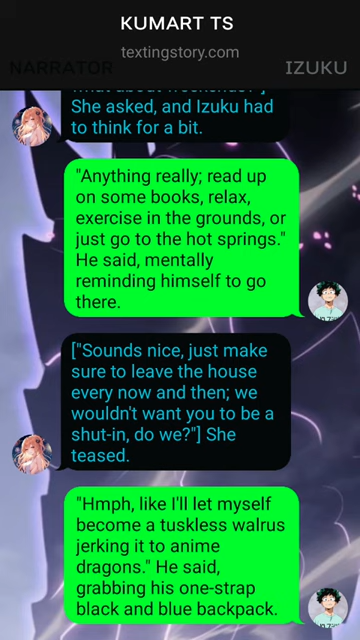 KUMART TS
textingstory.com
NARRATOR
IZUKU
She asked, and Izuku had
to think for a bit.
"Anything really; read up
on some books, relax,
exercise in the grounds, or
just go to the hot springs."
He said, mentally
reminding himself to go
there.
["Sounds nice, just make
sure to leave the house
every now and then; we
wouldn't want you to be a
shut-in, do we?"] She
teased.
"Hmph, like I'll let myself
become a tuskless walrus
jerking it to anime
dragons." He said,
grabbing his one-strap
black and blue backpack.